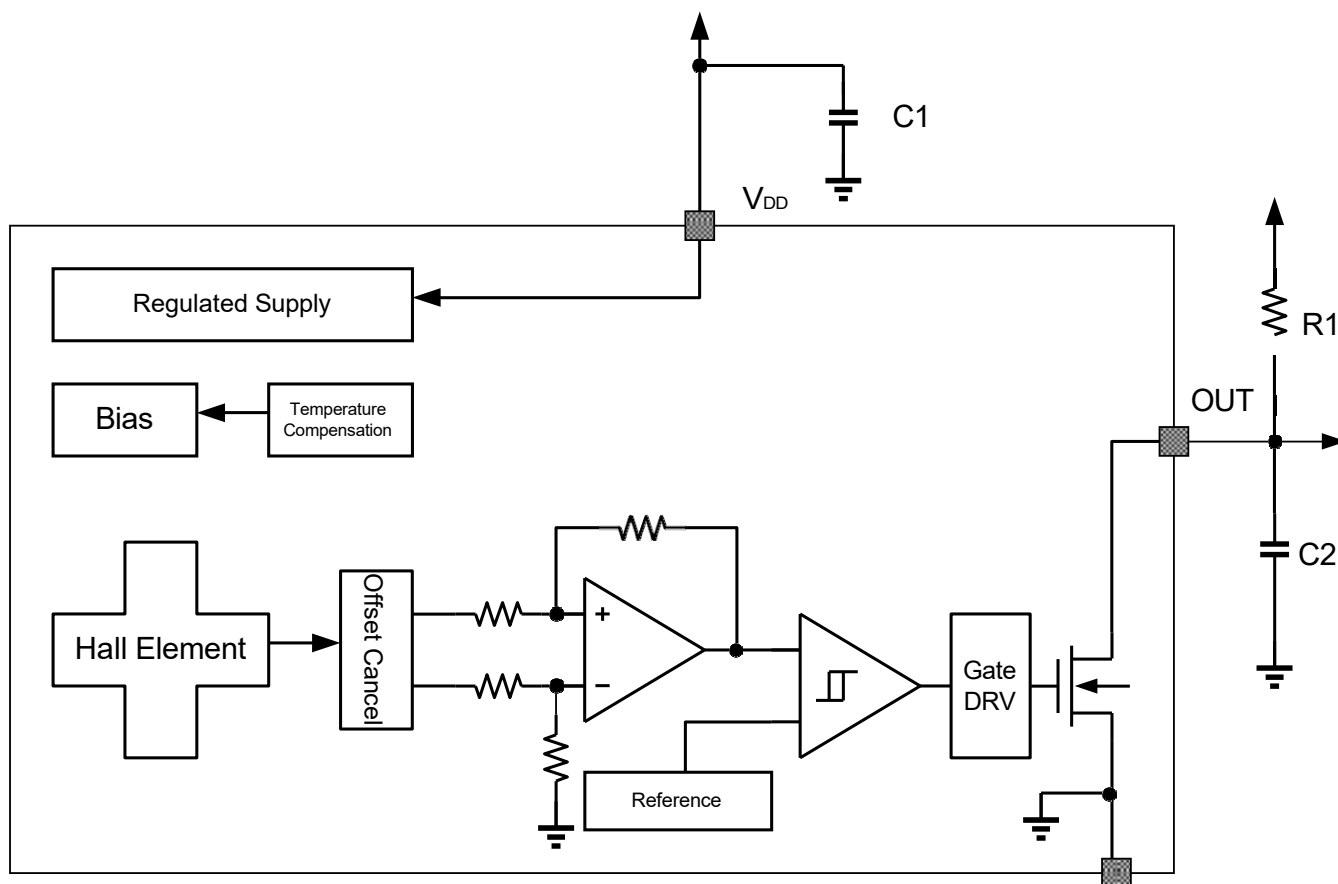 C1
VDD
Regulated Supply
R1
Bias
Temperature
Compensation
OUT
C2
Hall Element
Offset Cancel
+
−
Gate
DRV
Reference